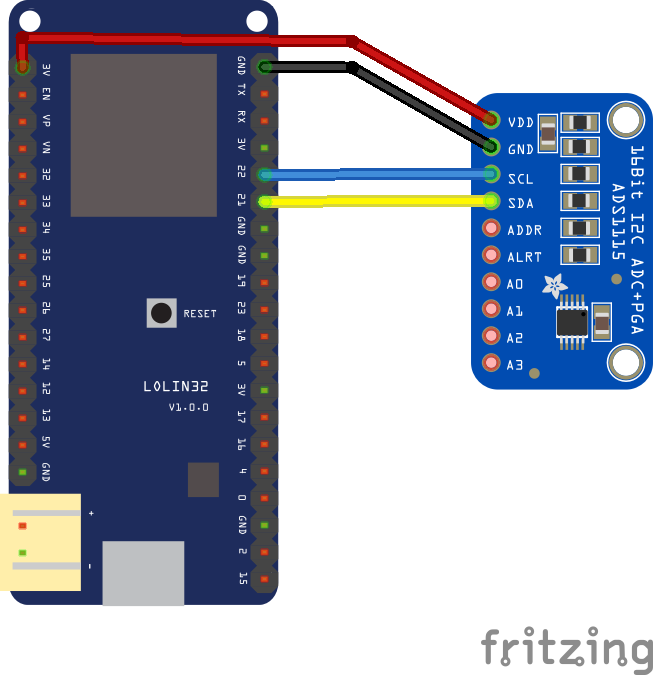 3V
EN
VP
VN
32
33
34
35
25
26
27
14
12
13
5V
GND
+
-
GND
TX
RX
3V
22
21
GND
GND
19
23
18
5
3V
17
16
4
0
GND
2
15
RESET
LOLIN32
V1.0.0
VDD
GND
SCL
SDA
ADDR
ALRT
A0
A1
A2
A3
16Bit I2C ADC+PGA
ADS1115
fritzing